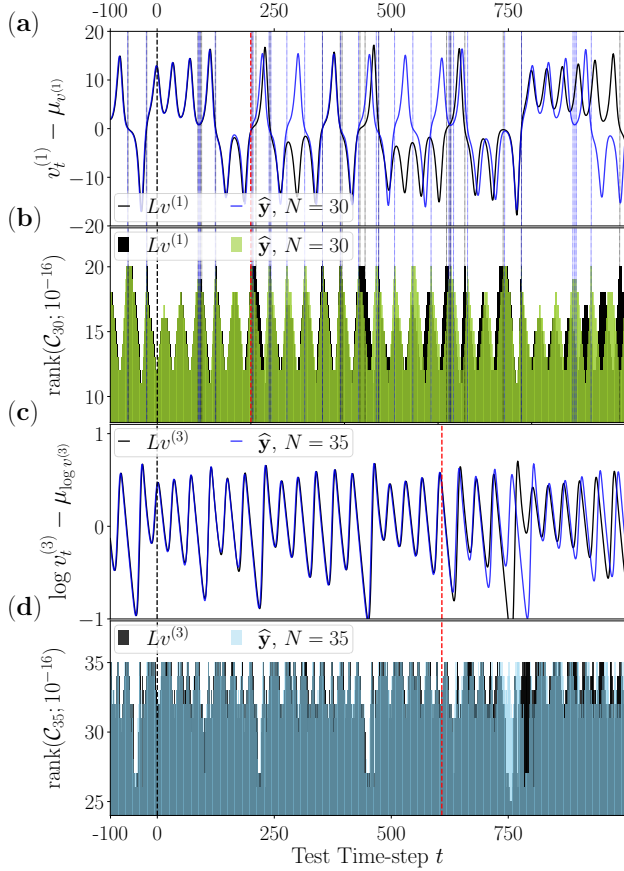 (a)
-100 0 250 500 750
20
10
0
−10
−20
v_t^{(1)} − μ_{v^{(1)}}
Lv^{(1)} ŷ, N = 30
(b)
Lv^{(1)} ŷ, N = 30
20
15
10
rank(C_{30}; 10^{-16})
(c)
1
0
−1
log v_t^{(3)} − μ_{log v^{(3)}}
Lv^{(3)} ŷ, N = 35
(d)
Lv^{(3)} ŷ, N = 35
35
30
25
rank(C_{35}; 10^{-16})
-100 0 250 500 750
Test Time-step t